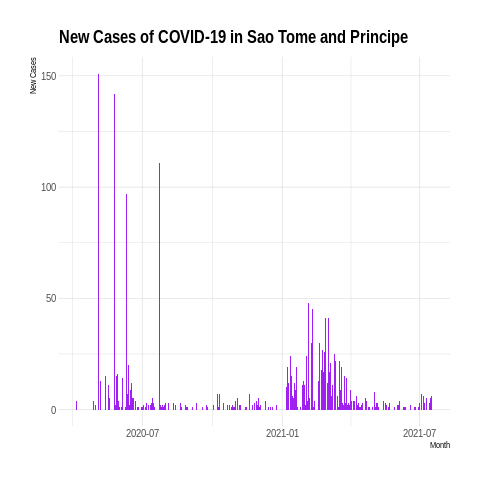 New Cases of COVID-19 in Sao Tome and Principe
New Cases
150
100
50
0
2020-07 2021-01 2021-07
Month